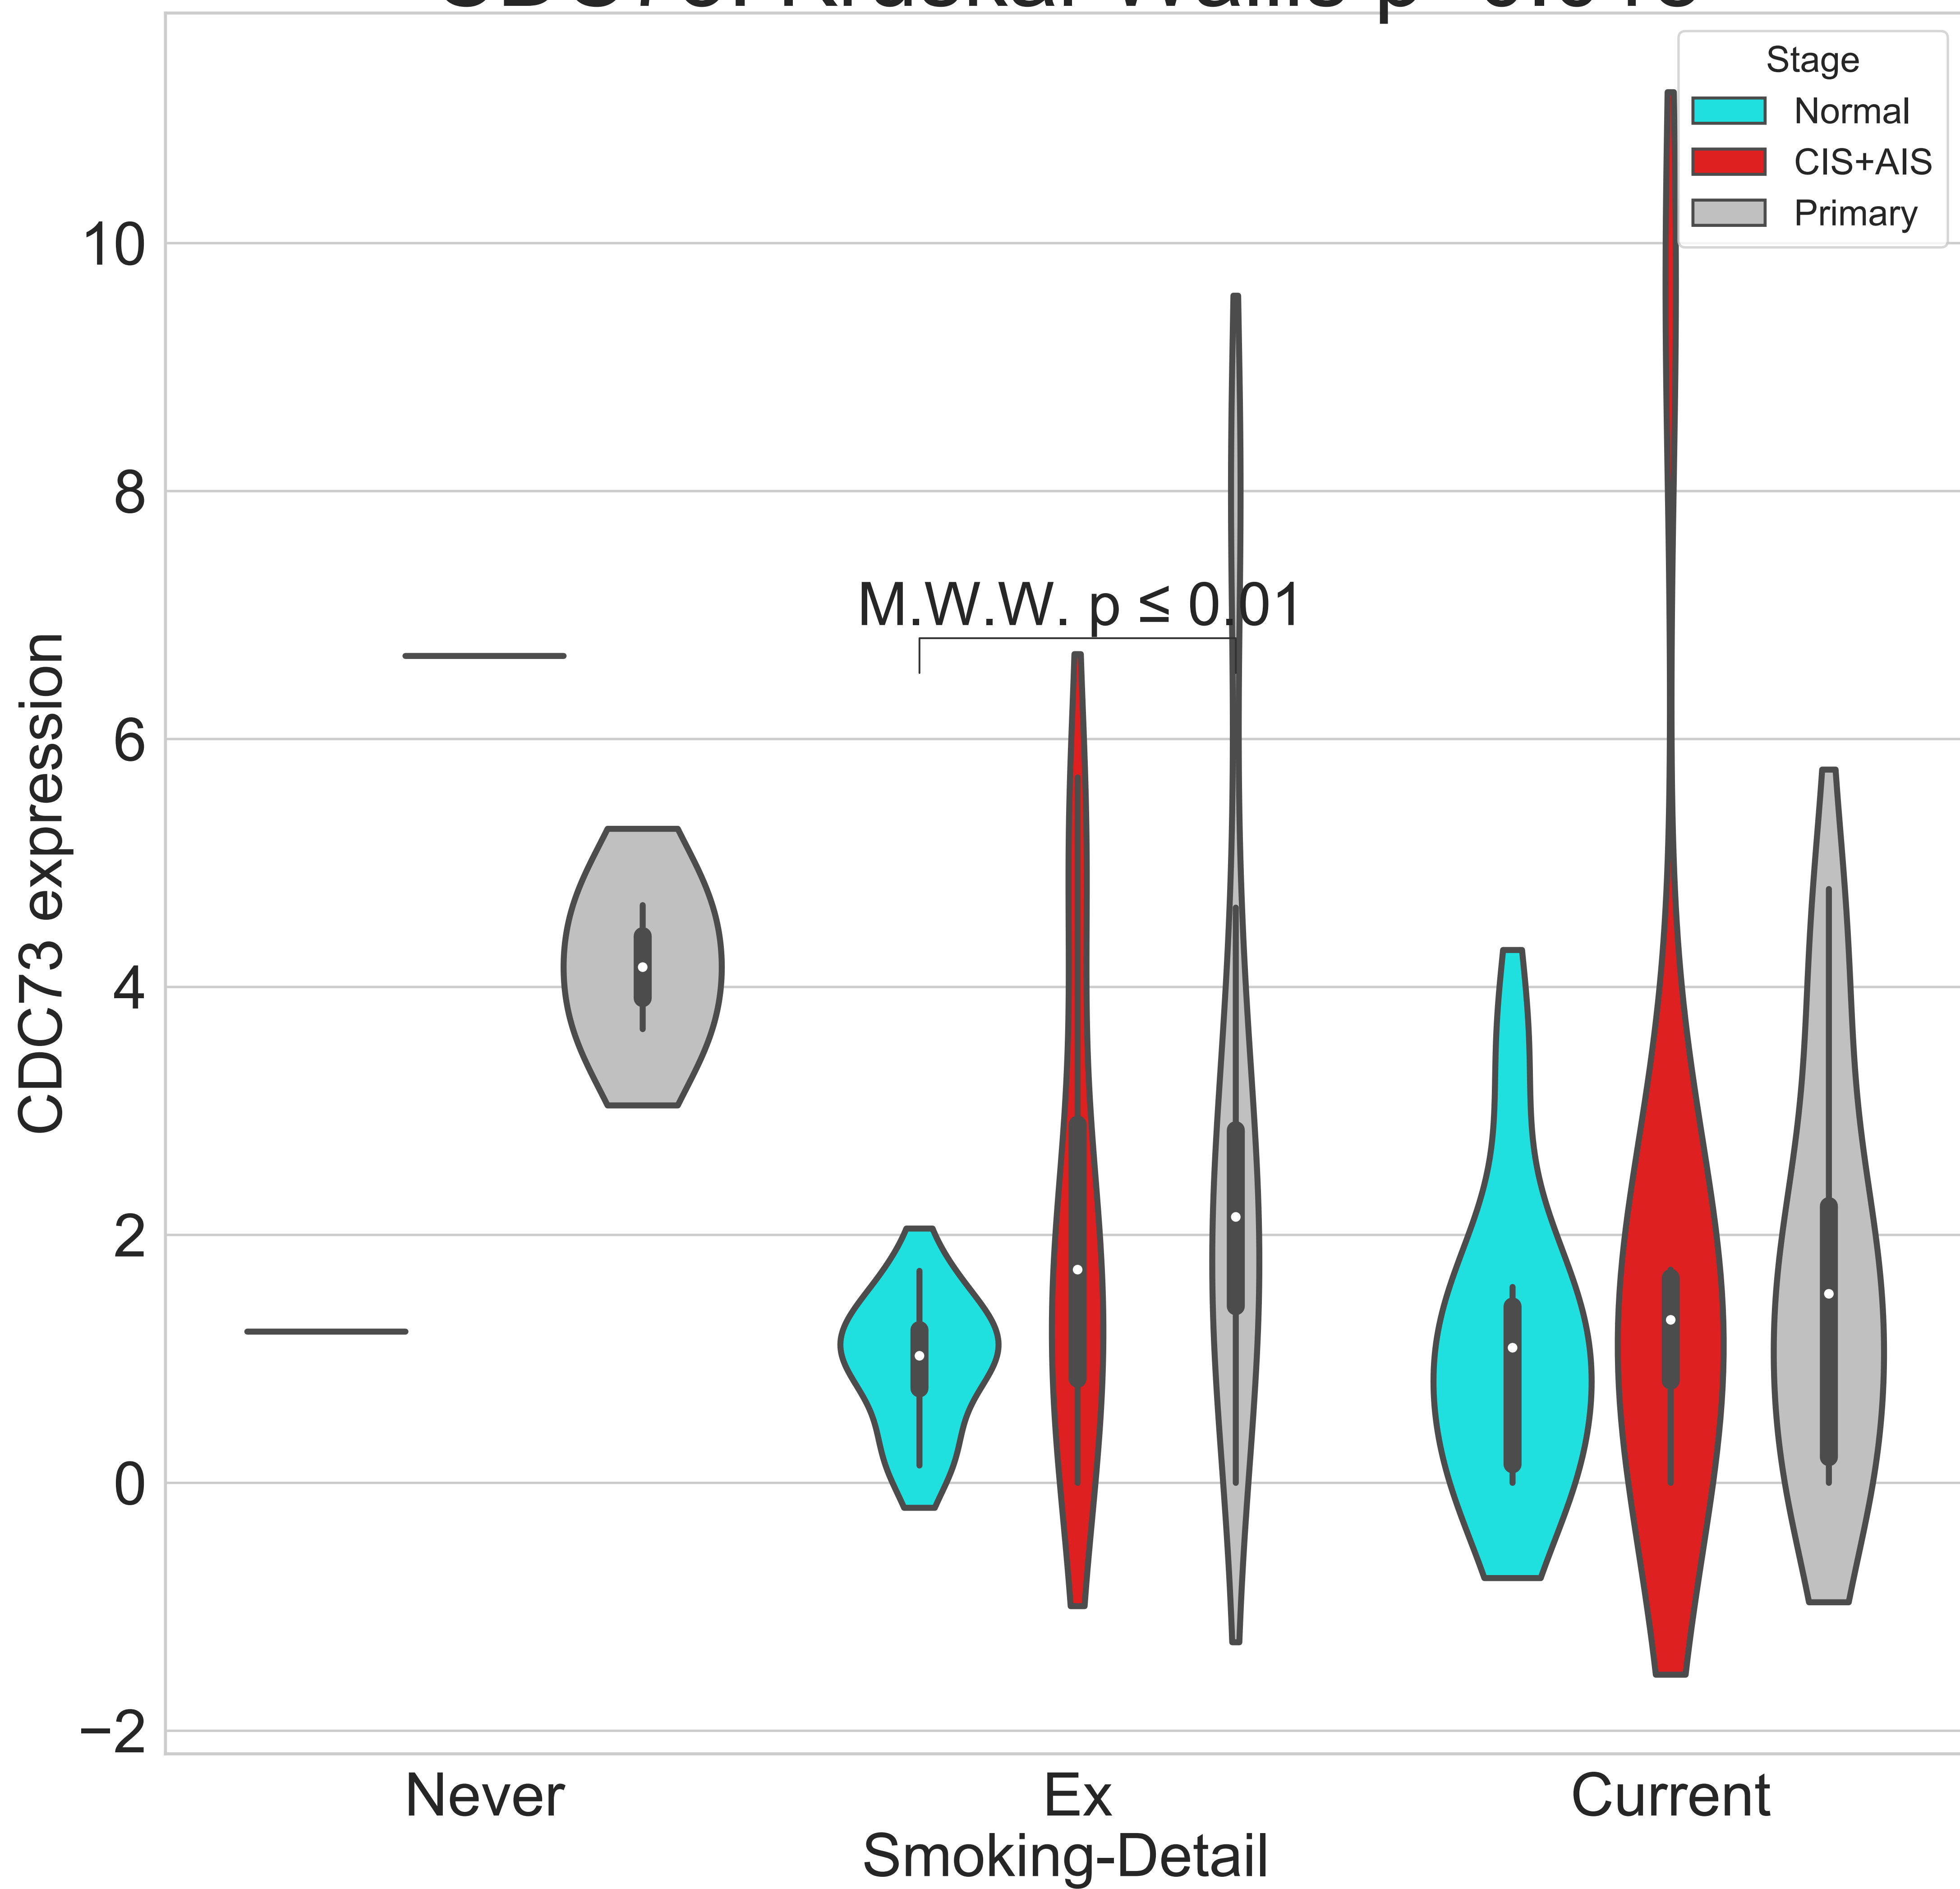 Stage
Normal
CIS+AIS
Primary
10
8
6
4
2
0
−2
CDC73 expression
M.W.W. p ≤ 0.01
Never
Ex
Current
Smoking-Detail